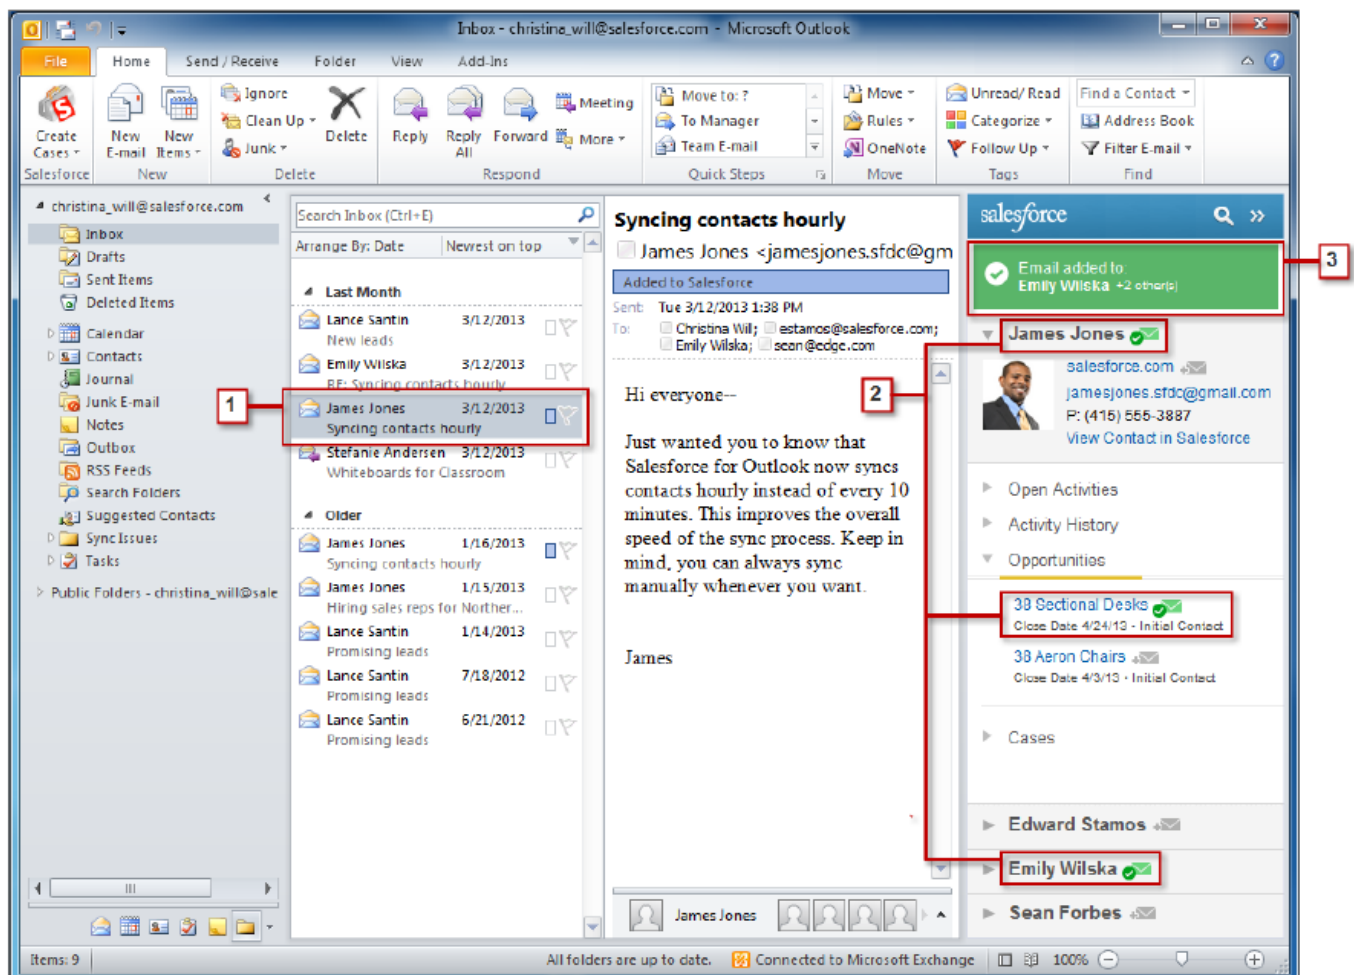 Inbox - christina_will@salesforce.com - Microsoft Outlook
File Home Send / Receive Folder View Add-Ins
Create Cases
New E-mail
New Items
Ignore
Clean Up
Junk
Delete
Reply
Reply All
Forward
Meeting
More
Move to: ?
To Manager
Team E-mail
Move
Rules
OneNote
Unread/ Read
Categorize
Follow Up
Find a Contact
Address Book
Filter E-mail
Salesforce New Delete Respond Quick Steps Move Tags Find
christina_will@salesforce.com
Inbox
Drafts
Sent Items
Deleted Items
Calendar
Contacts
Journal
Junk E-mail
Notes
Outbox
RSS Feeds
Search Folders
Suggested Contacts
Sync Issues
Tasks
Public Folders - christina_will@sale
1
Search Inbox (Ctrl+E)
Arrange By: Date Newest on top
Last Month
Lance Santin 3/12/2013
New leads
Emily Wilska 3/12/2013
RE: Syncing contacts hourly
James Jones 3/12/2013
Syncing contacts hourly
Stefanie Andersen 3/12/2013
Whiteboards for Classroom
Older
James Jones 1/16/2013
Syncing contacts hourly
James Jones 1/15/2013
Hiring sales reps for Norther...
Lance Santin 1/14/2013
Promising leads
Lance Santin 7/18/2012
Promising leads
Lance Santin 6/21/2012
Promising leads
Syncing contacts hourly
James Jones <jamesjones.sfdc@gm
Added to Salesforce
Sent: Tue 3/12/2013 1:38 PM
To: Christina Will; estamos@salesforce.com;
Emily Wilska; sean@edge.com
Hi everyone--
2
Just wanted you to know that
Salesforce for Outlook now syncs
contacts hourly instead of every 10
minutes. This improves the overall
speed of the sync process. Keep in
mind, you can always sync
manually whenever you want.
James
James Jones
salesforce
Email added to:
Emily Wilska +2 other(s)
3
James Jones
salesforce.com
jamesjones.sfdc@gmail.com
P: (415) 555-3887
View Contact in Salesforce
Open Activities
Activity History
Opportunities
38 Sectional Desks
Close Date 4/24/13 - Initial Contact
38 Aeron Chairs
Close Date 4/3/13 - Initial Contact
Cases
Edward Stamos
Emily Wilska
Sean Forbes
Items: 9
All folders are up to date.
Connected to Microsoft Exchange
100%